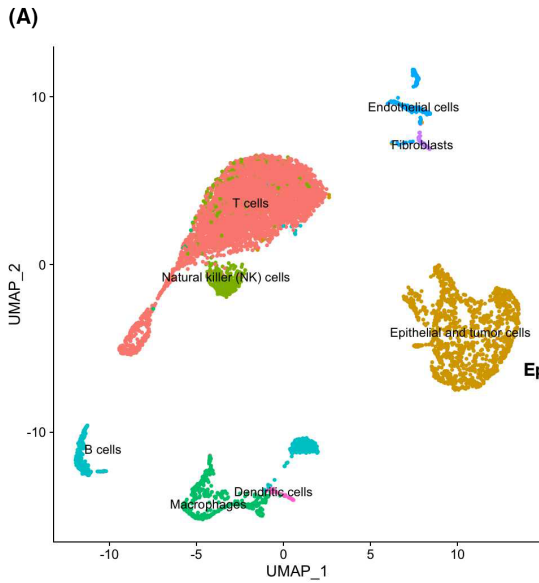 (A)
10
Endothelial cells
Fibroblasts
T cells
0
Natural killer (NK) cells
UMAP_2
Epithelial and tumor cells
Ep
-10
B cells
Dendritic cells
Macrophages
-10
-5
0
5
10
UMAP_1